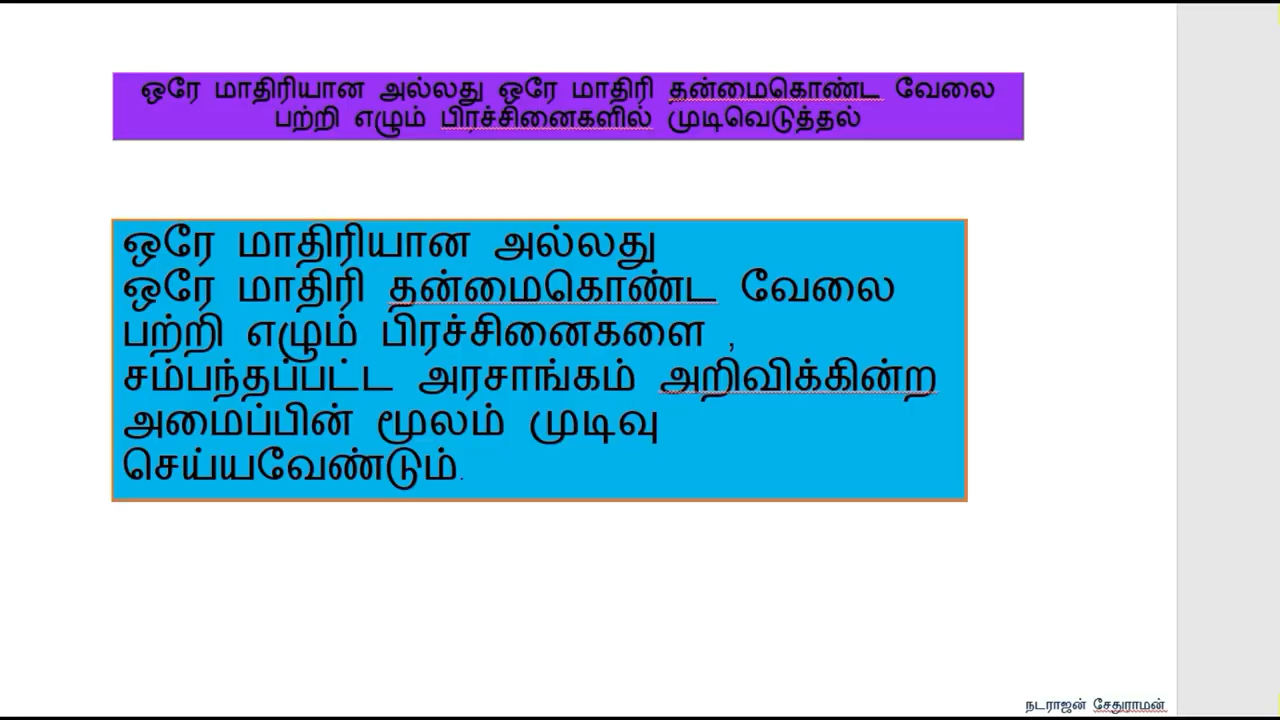 ஒரே மாதிரியான அல்லது ஒரே மாதிரி தன்மைகொண்ட வேலை
பற்றி எழும் பிரச்சினைகளில் முடிவெடுத்தல்
ஒரே மாதிரியான அல்லது
ஒரே மாதிரி தன்மைகொண்ட வேலை
பற்றி எழும் பிரச்சினைகளை ,
சம்பந்தப்பட்ட அரசாங்கம் அறிவிக்கின்ற
அமைப்பின் மூலம் முடிவு
செய்யவேண்டும்.
நடராஜன் சேதுராமன்